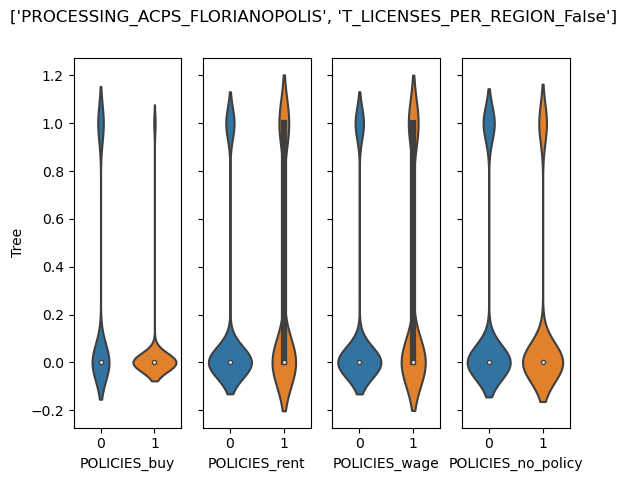 ['PROCESSING_ACPS_FLORIANOPOLIS', 'T_LICENSES_PER_REGION_False']
1.2
1.0
0.8
0.6
0.4
0.2
0.0
−0.2
Tree
0 1 0 1 0 1 0 1
POLICIES_buy POLICIES_rent POLICIES_wage POLICIES_no_policy